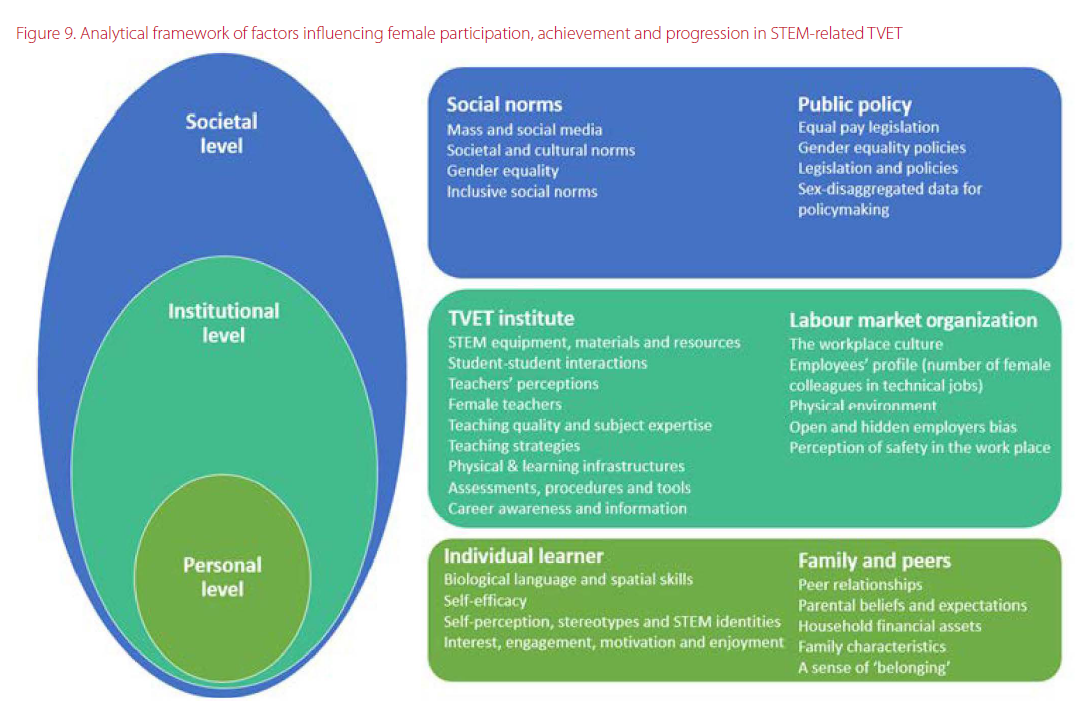 Figure 9. Analytical framework of factors influencing female participation, achievement and progression in STEM-related TVET
Societal
level
Social norms
Mass and social media
Societal and cultural norms
Gender equality
Inclusive social norms
Public policy
Equal pay legislation
Gender equality policies
Legislation and policies
Sex-disaggregated data for
policymaking
Institutional
level
TVET institute
STEM equipment, materials and resources
Student-student interactions
Teachers' perceptions
Female teachers
Teaching quality and subject expertise
Teaching strategies
Physical & learning infrastructures
Assessments, procedures and tools
Career awareness and information
Labour market organization
The workplace culture
Employees' profile (number of female
colleagues in technical jobs)
Physical environment
Open and hidden employers bias
Perception of safety in the work place
Personal
level
Individual learner
Biological language and spatial skills
Self-efficacy
Self-perception, stereotypes and STEM identities
Interest, engagement, motivation and enjoyment
Family and peers
Peer relationships
Parental beliefs and expectations
Household financial assets
Family characteristics
A sense of 'belonging'